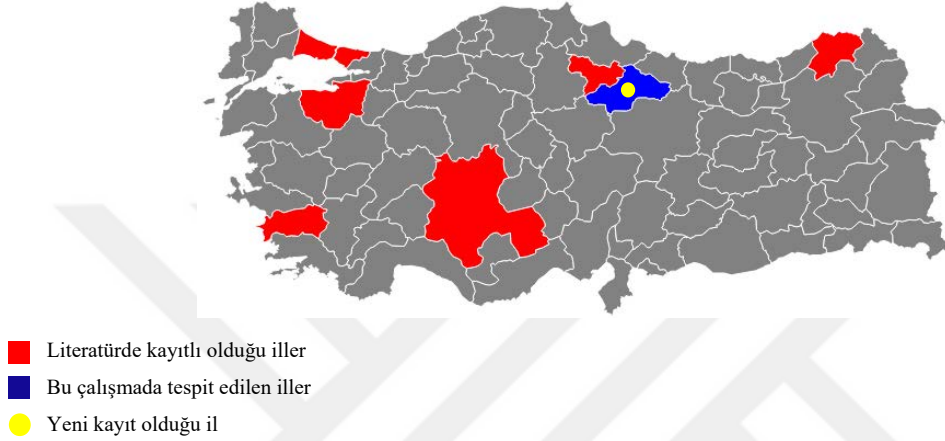 Literatürde kayıtlı olduğu iller
Bu çalışmada tespit edilen iller
Yeni kayıt olduğu il